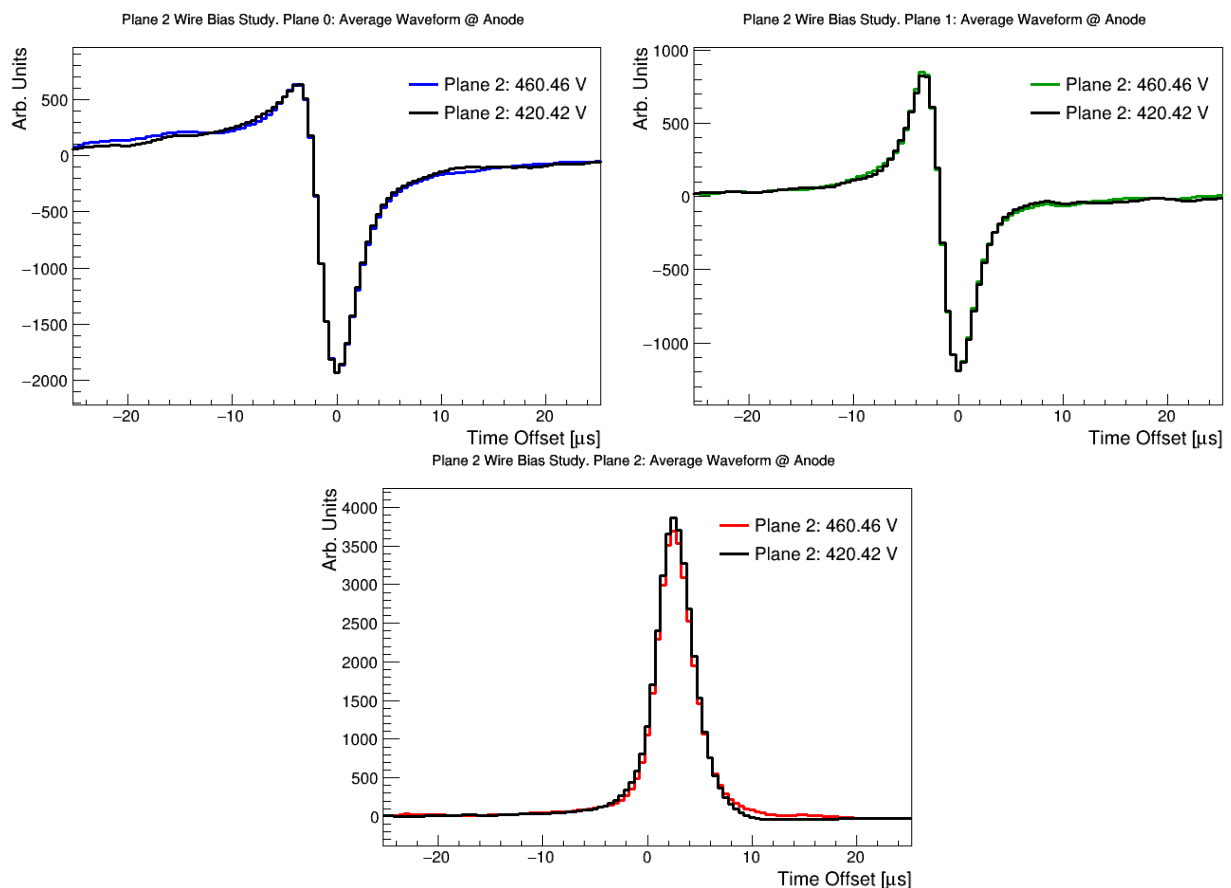 Plane 2 Wire Bias Study. Plane 0: Average Waveform @ Anode
Arb. Units
500
0
−500
−1000
−1500
−2000
Plane 2: 460.46 V
Plane 2: 420.42 V
−20
−10
0
10
20
Time Offset [μs]
Plane 2 Wire Bias Study. Plane 1: Average Waveform @ Anode
Arb. Units
1000
500
0
−500
−1000
Plane 2: 460.46 V
Plane 2: 420.42 V
−20
−10
0
10
20
Time Offset [μs]
Plane 2 Wire Bias Study. Plane 2: Average Waveform @ Anode
Arb. Units
4000
3500
3000
2500
2000
1500
1000
500
0
Plane 2: 460.46 V
Plane 2: 420.42 V
−20
−10
0
10
20
Time Offset [μs]